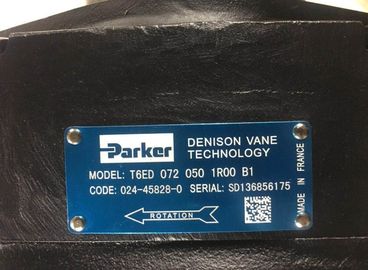 Parker
DENISON VANE
TECHNOLOGY
MODEL: T6ED 072 050 1R00 B1
CODE: 024-45828-0 SERIAL: SD136856175
ROTATION
MADE IN FRANCE